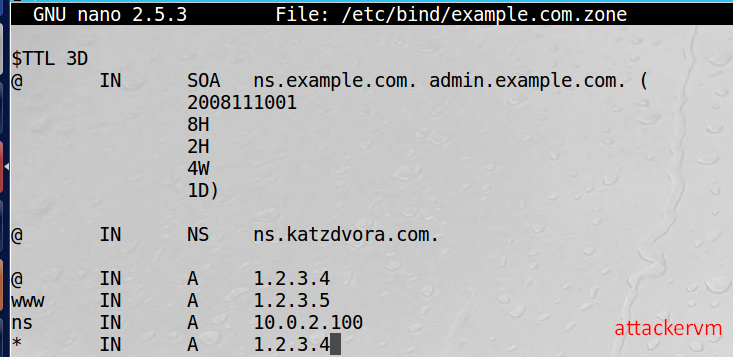 GNU nano 2.5.3 File: /etc/bind/example.com.zone
$TTL 3D
@ IN SOA ns.example.com. admin.example.com. (
2008111001
8H
2H
4W
1D)
@ IN NS ns.katzdvora.com.
@ IN A 1.2.3.4
www IN A 1.2.3.5
ns IN A 10.0.2.100
* IN A 1.2.3.4
attackervm